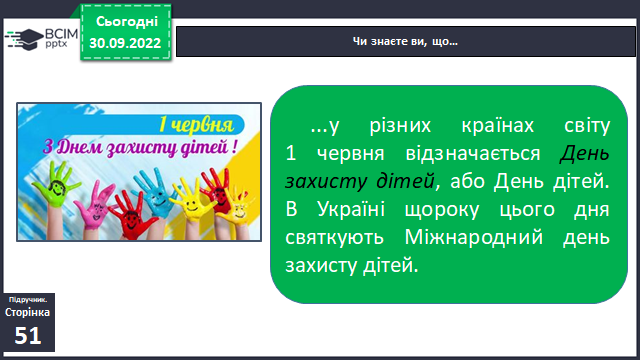 Сьогодні
30.09.2022
BCIM
pptx
Чи знаєте ви, що…
1 червня
З Днем захисту дітей !
...у різних країнах світу
1 червня відзначається День
захисту дітей, або День дітей.
В Україні щороку цього дня
святкують Міжнародний день
захисту дітей.
Підручник.
Сторінка
51